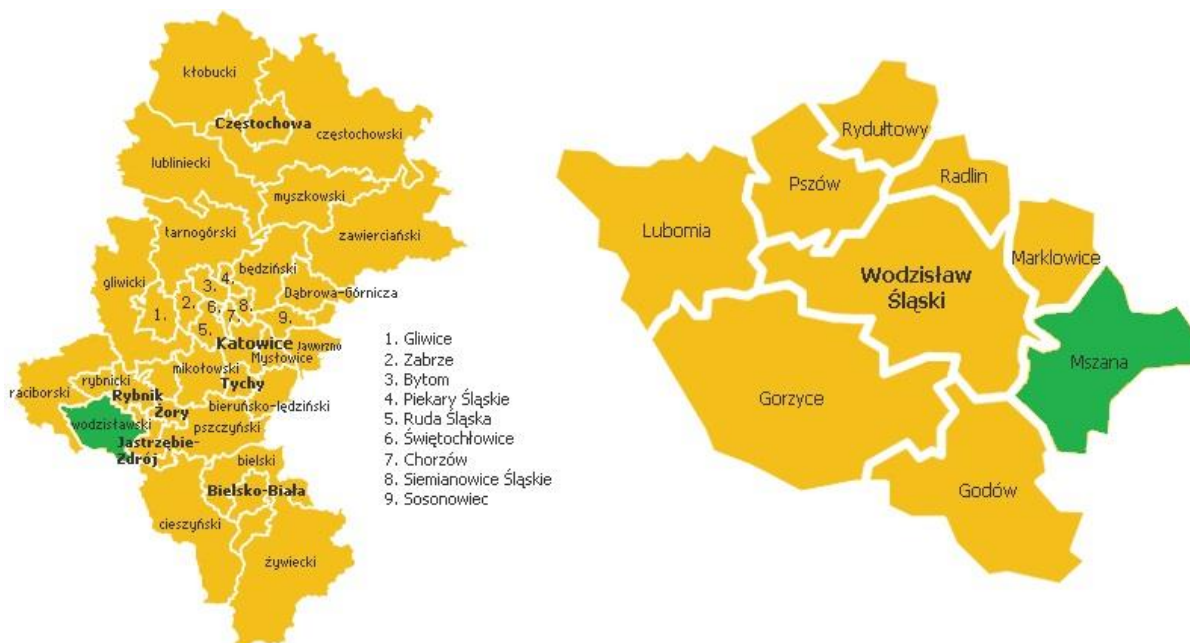 kłobucki
Częstochowa
częstochowski
lubliniecki
myszkowski
tarnogórski
zawierciański
gliwicki
będziński
4.
3.
Dąbrowa-Górnicza
2.
6.
8.
1.
7.
9.
5.
Katowice
Jaworzno
Mysłowice
mikołowski
rybnicki
Tychy
raciborski
Rybnik
bieruńsko-lędziński
Żory
wodzisławski
pszczyński
Jastrzębie-
Zdrój
bielski
Bielsko-Biała
cieszyński
żywiecki
1. Gliwice
2. Zabrze
3. Bytom
4. Piekary Śląskie
5. Ruda Śląska
6. Świętochłowice
7. Chorzów
8. Siemianowice Śląskie
9. Sosonowiec
Rydułtowy
Radlin
Pszów
Lubomia
Marklowice
Wodzisław
Śląski
Mszana
Gorzyce
Godów